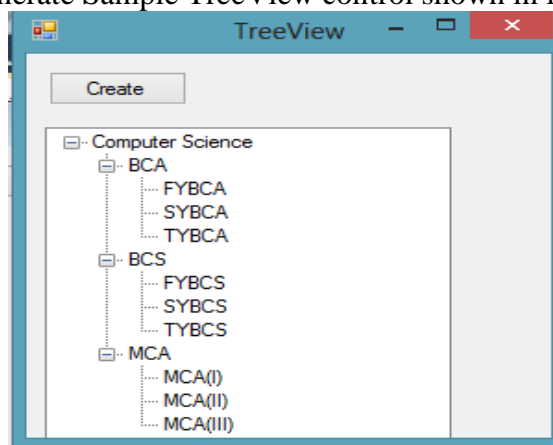 nerate Sample TreeView control shown in
TreeView
Create
Computer Science
BCA
FYBCA
SYBCA
TYBCA
BCS
FYBCS
SYBCS
TYBCS
MCA
MCA(I)
MCA(II)
MCA(III)